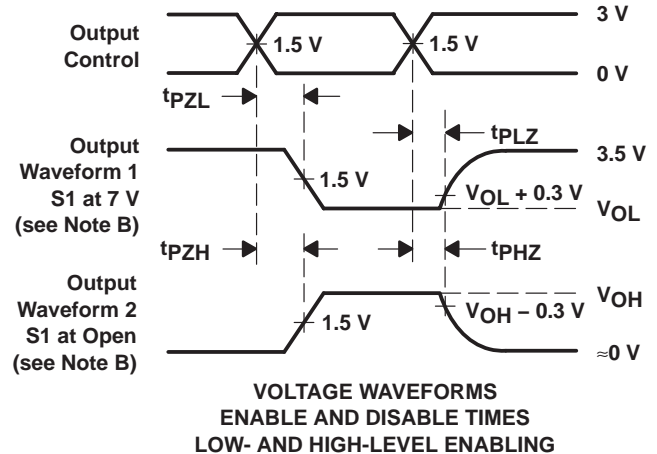 3 V
Output
Control
1.5 V
1.5 V
0 V
tPZL
tPLZ
Output
Waveform 1
S1 at 7 V
(see Note B)
3.5 V
1.5 V
VOL + 0.3 V
VOL
tPZH
tPHZ
Output
Waveform 2
S1 at Open
(see Note B)
VOH
VOH − 0.3 V
1.5 V
≈0 V
VOLTAGE WAVEFORMS
ENABLE AND DISABLE TIMES
LOW- AND HIGH-LEVEL ENABLING